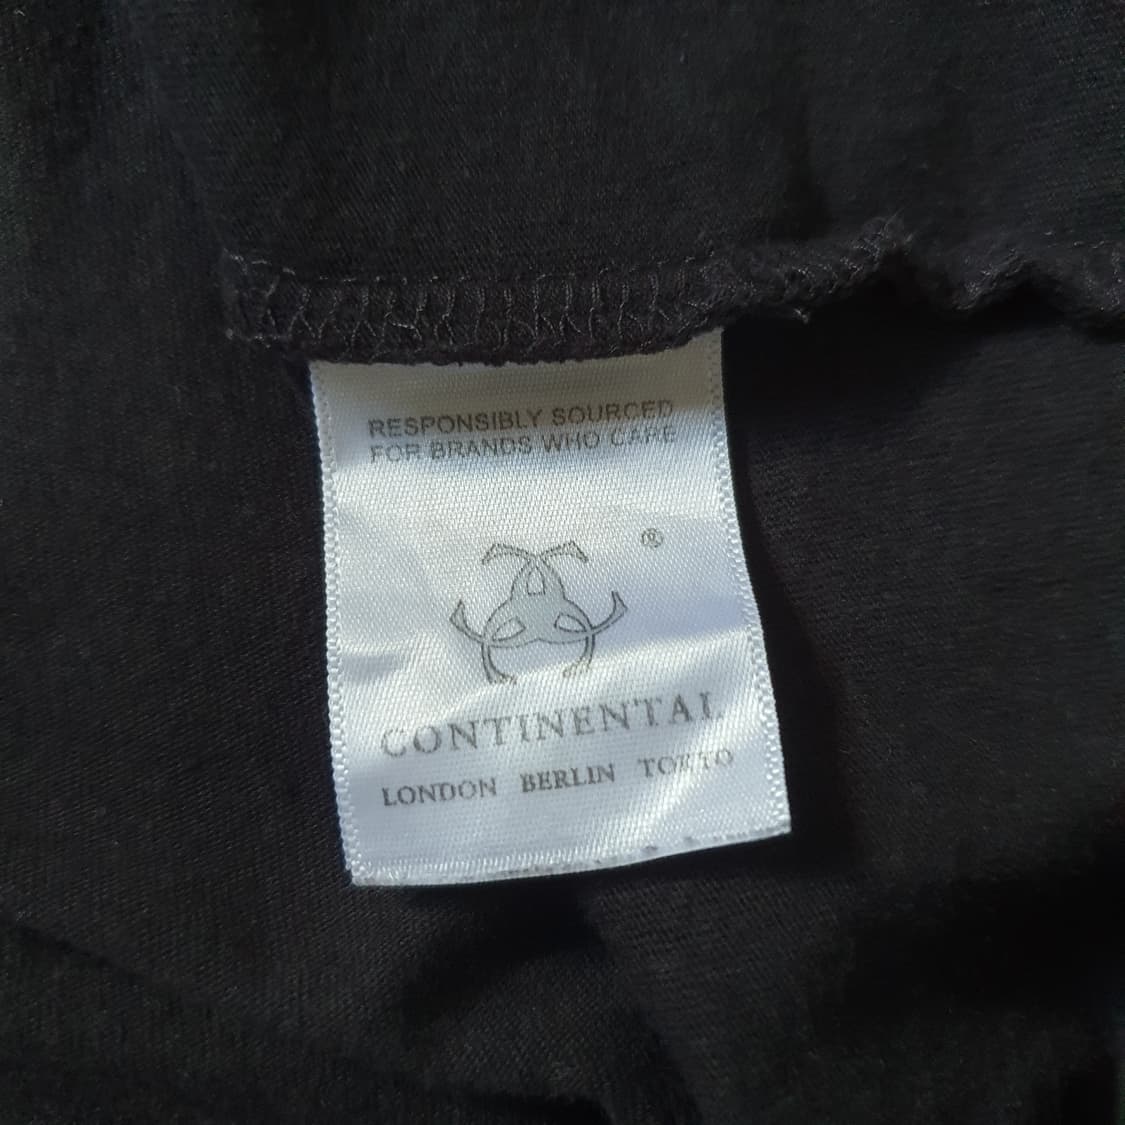 RESPONSIBLY SOURCED
FOR BRANDS WHO CARE
®
CONTINENTAL
LONDON BERLIN TOKYO